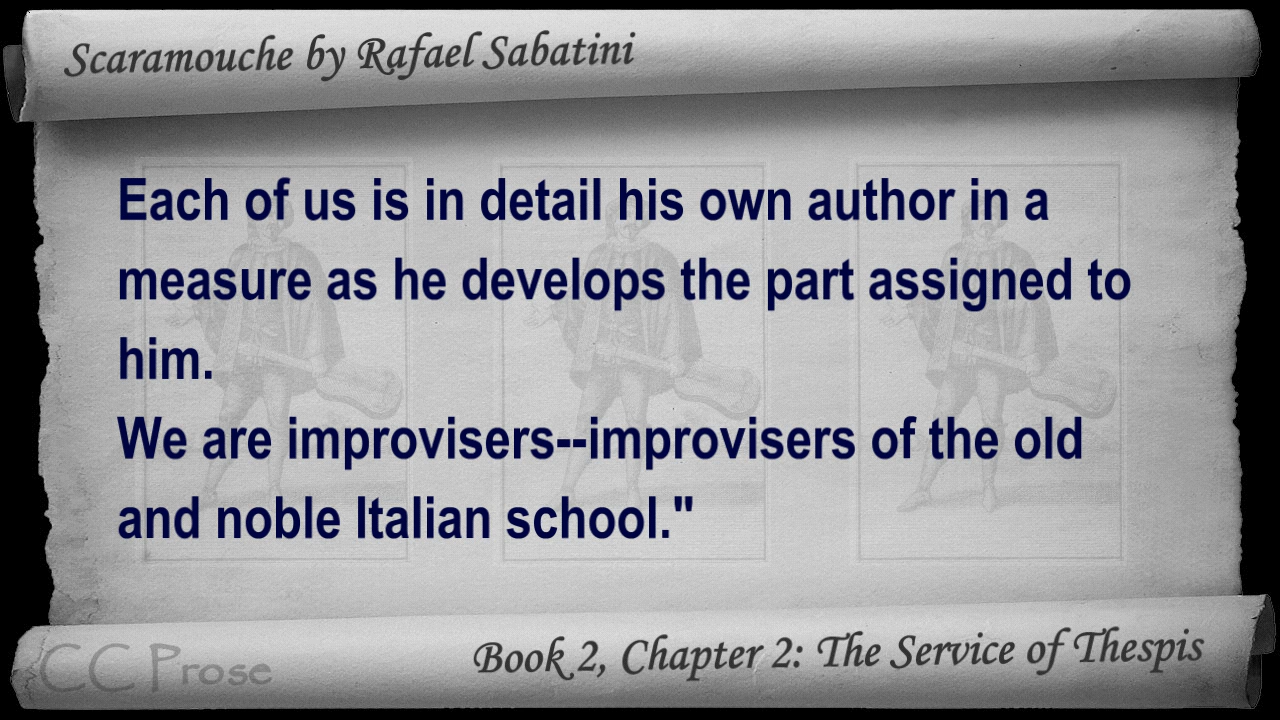 Scaramouche by Rafael Sabatini
Each of us is in detail his own author in a
measure as he develops the part assigned to
him.
We are improvisers--improvisers of the old
and noble Italian school."
Book 2, Chapter 2: The Service of Thespis
CC Prose